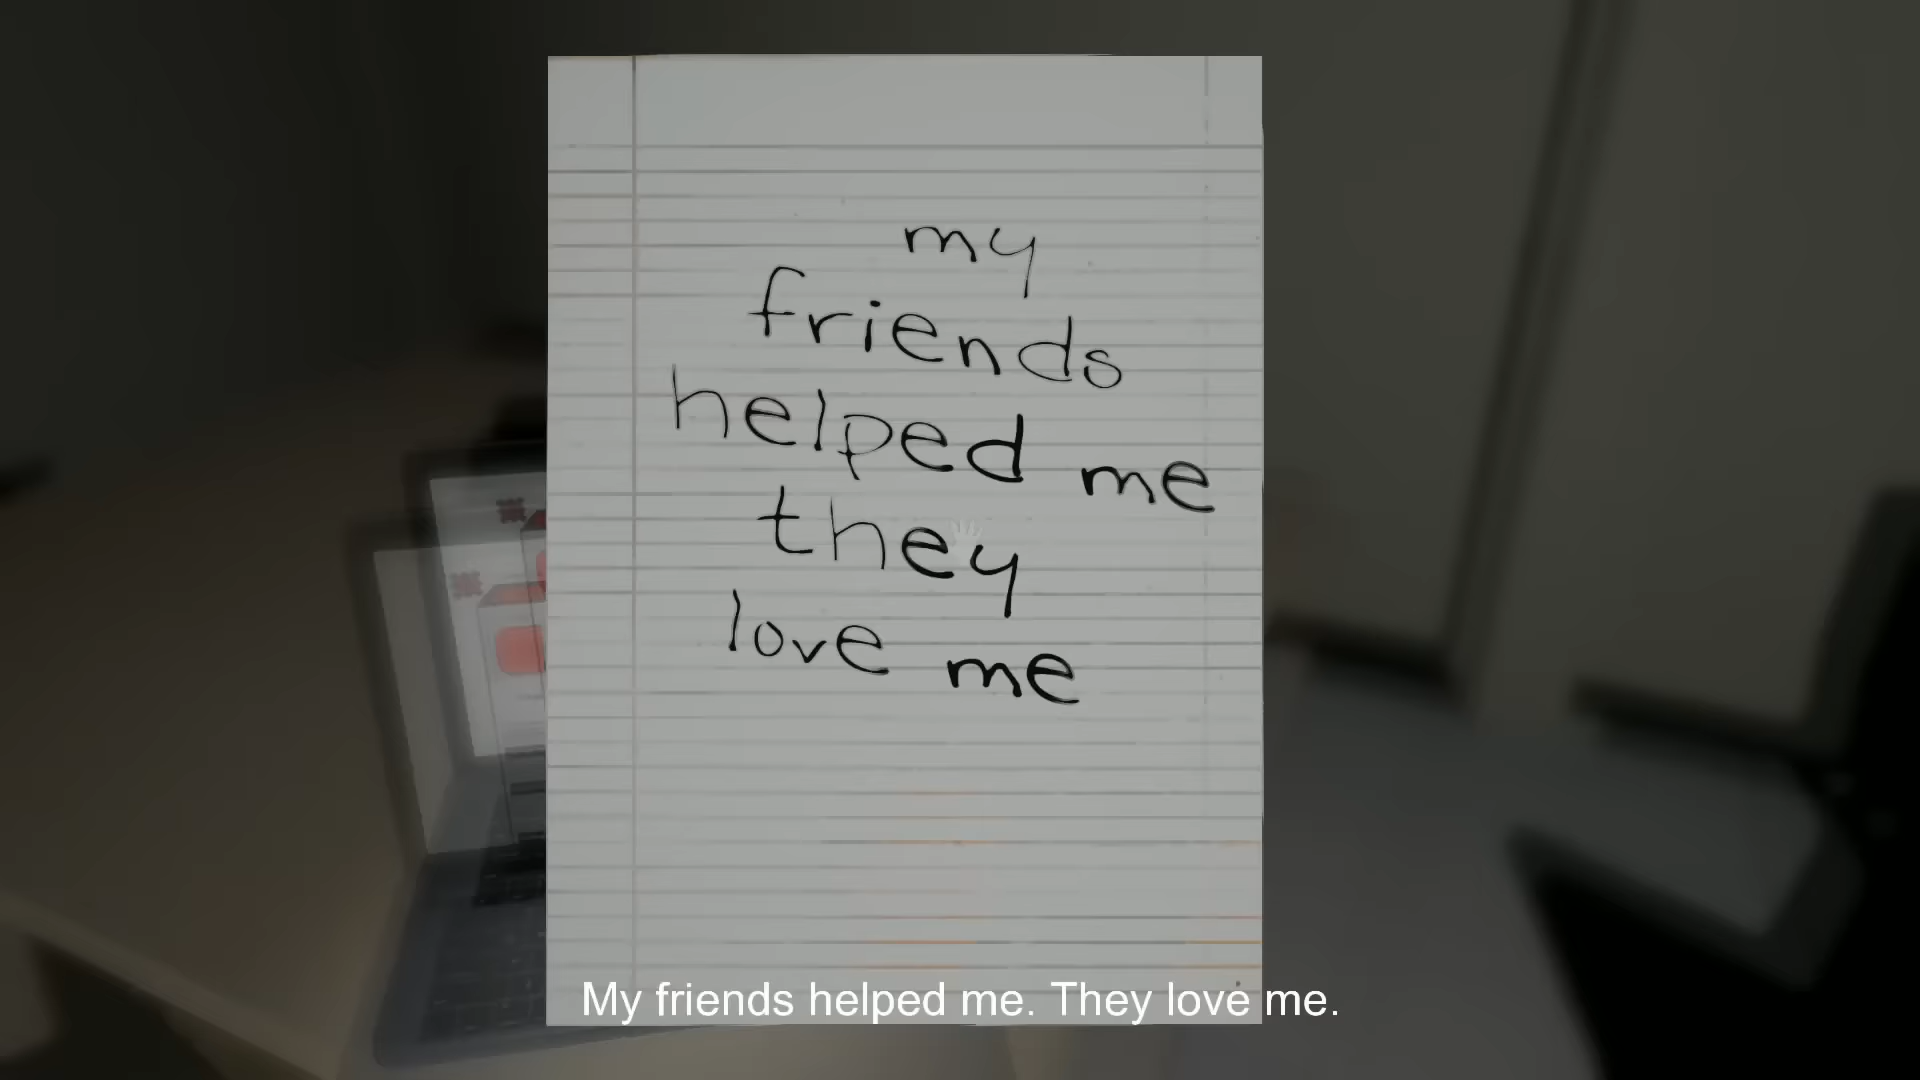 my
friends
helped me
they
love me
My friends helped me. They love me.